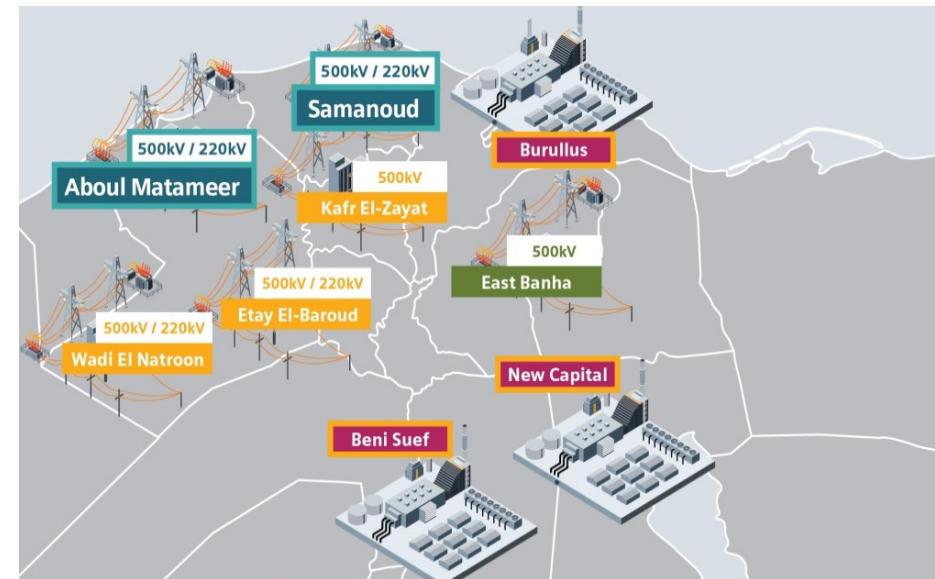 500kV / 220kV
Samanoud
Burullus
500kV / 220kV
Aboul Matameer
500kV
Kafr El-Zayat
500kV
East Banha
500kV / 220kV
Etay El-Baroud
500kV / 220kV
Wadi El Natroon
New Capital
Beni Suef